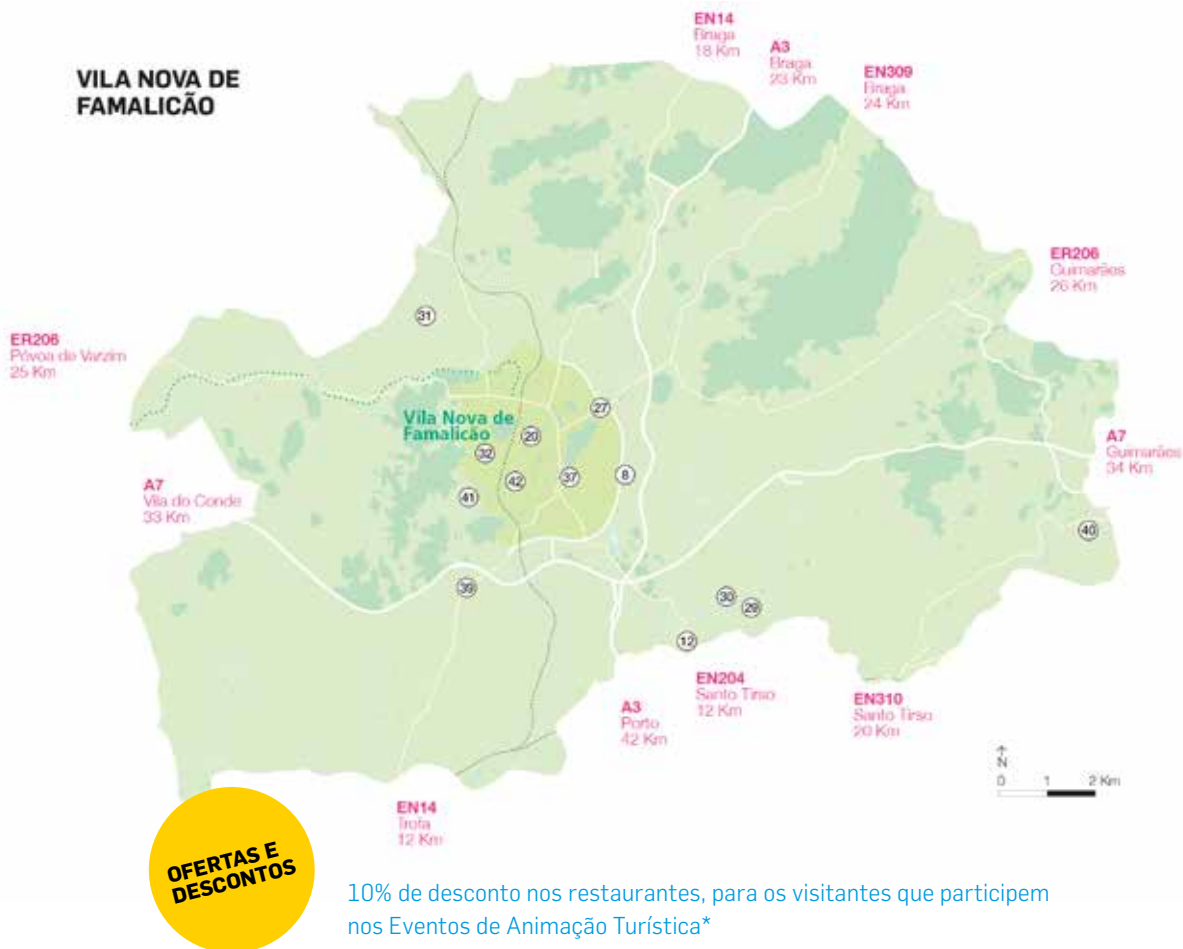 VILA NOVA DE
FAMALICÃO
EN14
Braga
18 Km
A3
Braga
23 Km
EN309
Braga
24 Km
ER206
Guimarães
26 Km
31
ER206
Póvoa de Varzim
25 Km
27
Vila Nova de
Famalicão
20
32
A7
Guimarães
34 Km
42
37
8
A7
Vila do Conde
33 Km
41
40
39
30
29
12
EN204
Santo Tirso
12 Km
A3
Porto
42 Km
EN310
Santo Tirso
20 Km
N
0 1 2 Km
EN14
Trofa
12 Km
OFERTAS E
DESCONTOS
10% de desconto nos restaurantes, para os visitantes que participem
nos Eventos de Animação Turística*